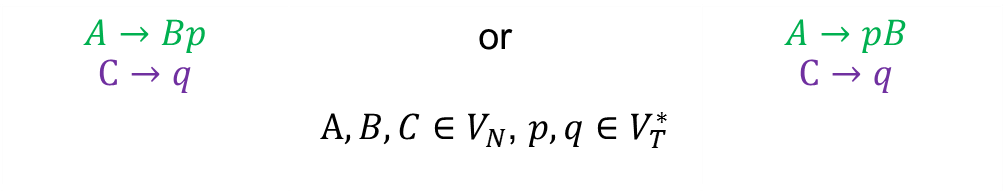 A → Bp or A → pB
C → q C → q
A, B, C ∈ V_N, p, q ∈ V_T^*